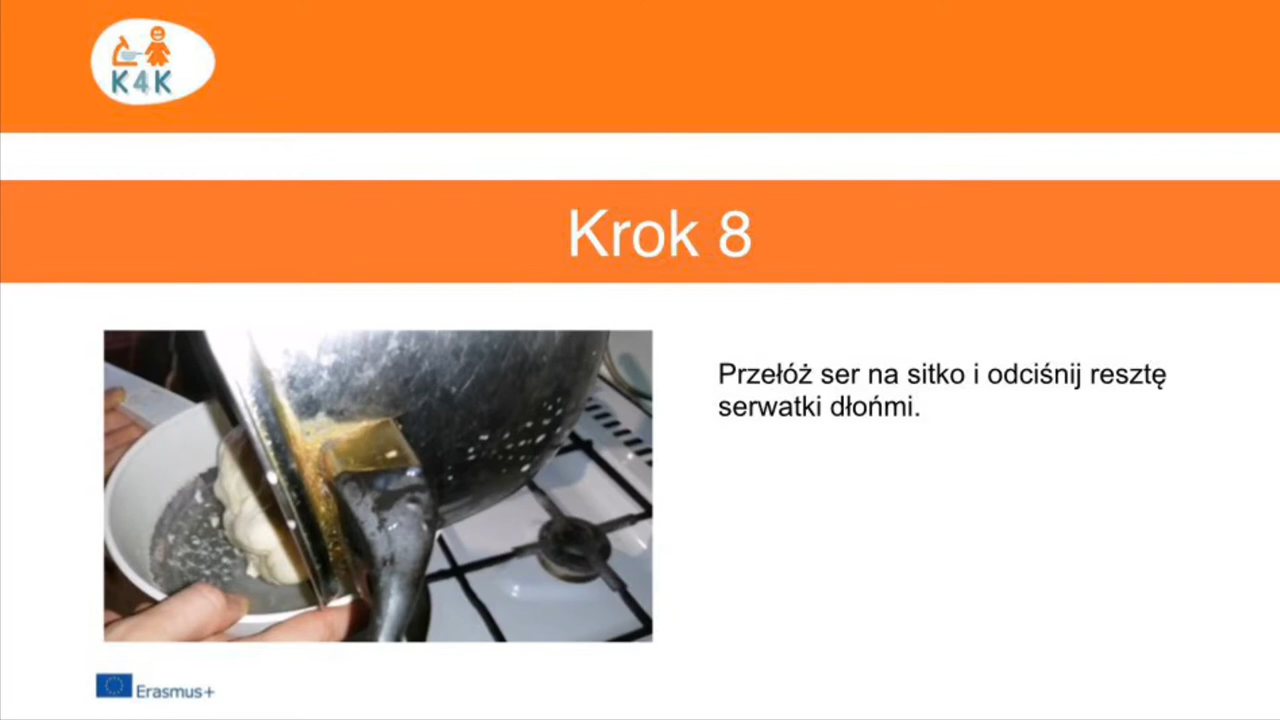 K4K
Krok 8
Przełóż ser na sitko i odciśnij resztę
serwatki dłońmi.
Erasmus+